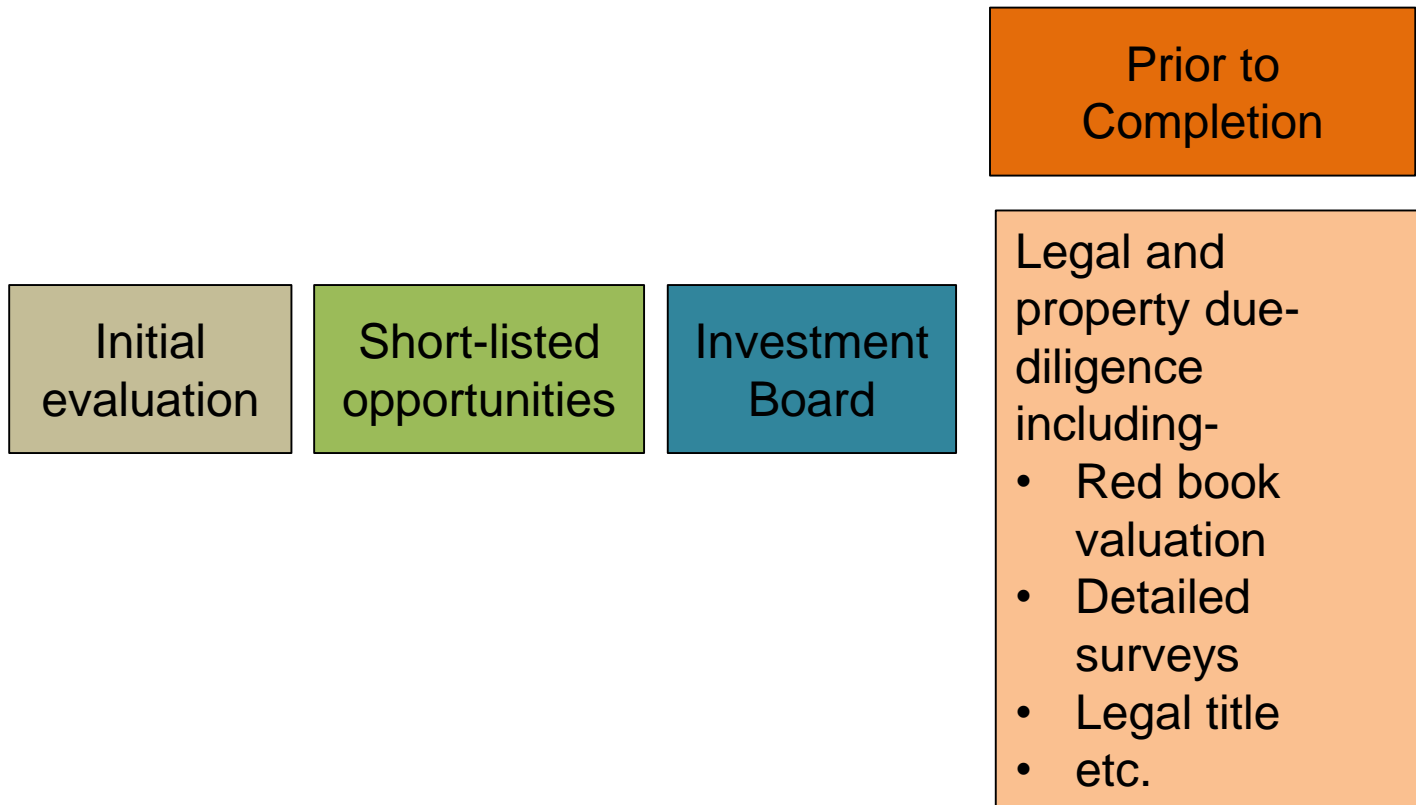 Prior to
Completion
Initial
evaluation
Short-listed
opportunities
Investment
Board
Legal and
property due-
diligence
including-
• Red book
valuation
• Detailed
surveys
• Legal title
• etc.